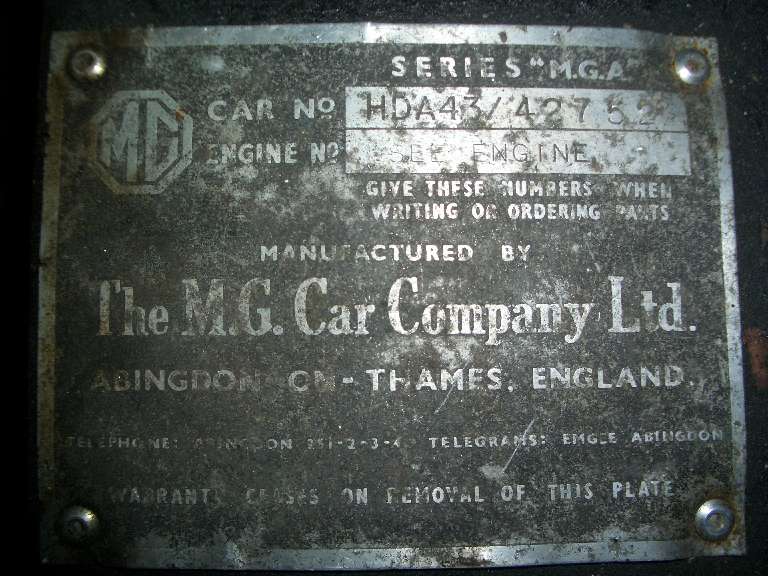 SERIES "M.G.A"
MG
CAR Nº HDA43/42752
ENGINE Nº SEE ENGINE
GIVE THESE NUMBERS WHEN
WRITING OR ORDERING PARTS
MANUFACTURED BY
The M.G. Car Company Ltd.
ABINGDON-ON-THAMES, ENGLAND.
TELEPHONE: ABINGDON 251-2-3-4 TELEGRAMS: EMGEE ABINGDON
WARRANTY CEASES ON REMOVAL OF THIS PLATE